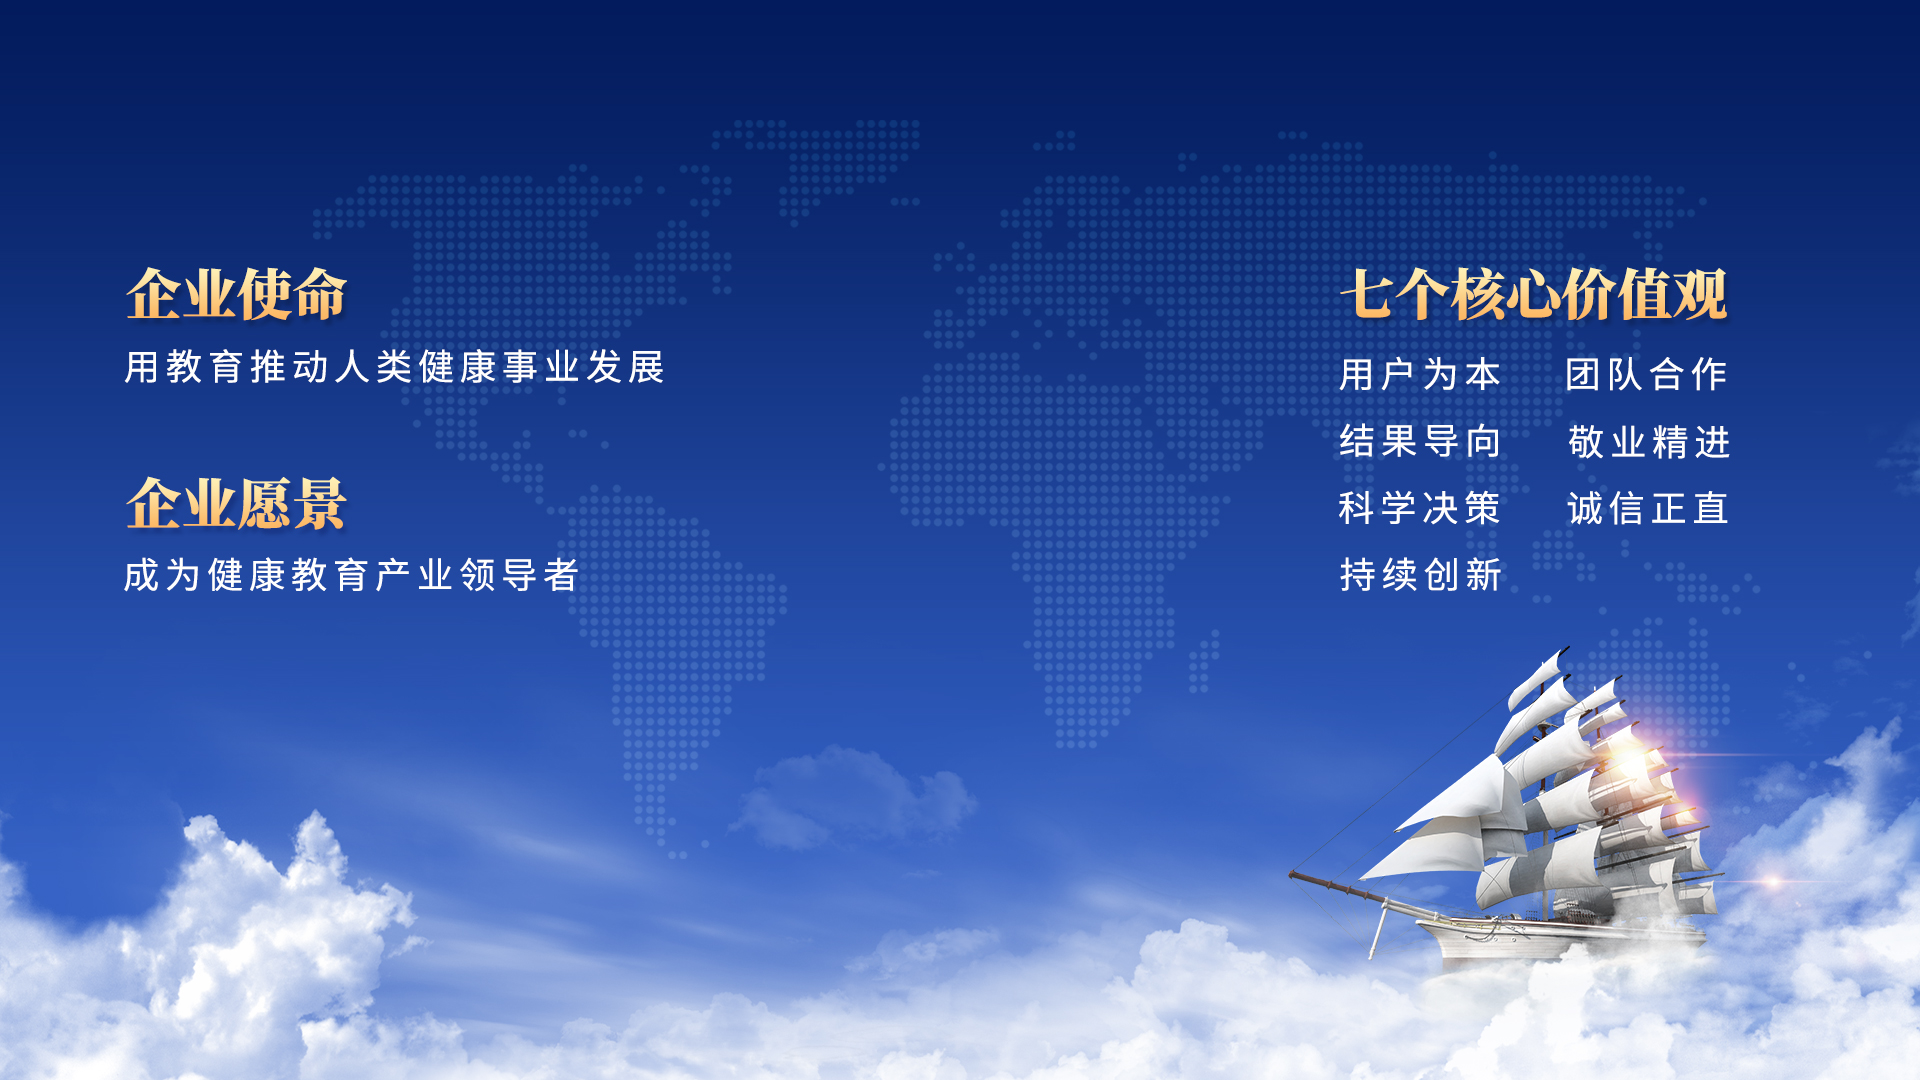 企业使命
用教育推动人类健康事业发展
企业愿景
成为健康教育产业领导者
七个核心价值观
用户为本 团队合作
结果导向 敬业精进
科学决策 诚信正直
持续创新